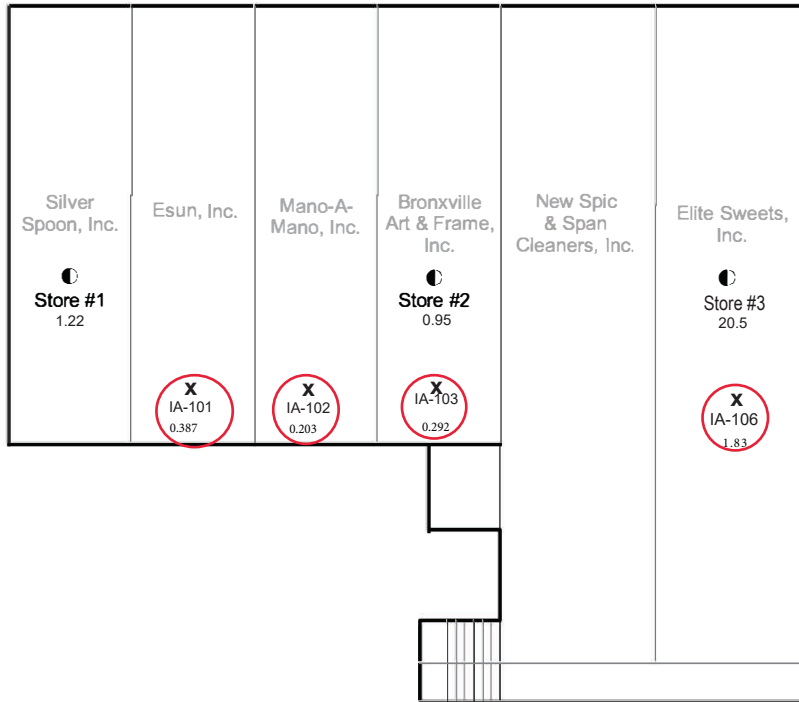 Silver
Spoon, Inc.
Store #1
1.22
Esun, Inc.
X
IA-101
0.387
Mano-A-
Mano, Inc.
X
IA-102
0.203
Bronxville
Art & Frame,
Inc.
Store #2
0.95
X
IA-103
0.292
New Spic
& Span
Cleaners, Inc.
Elite Sweets,
Inc.
Store #3
20.5
X
IA-106
1.83